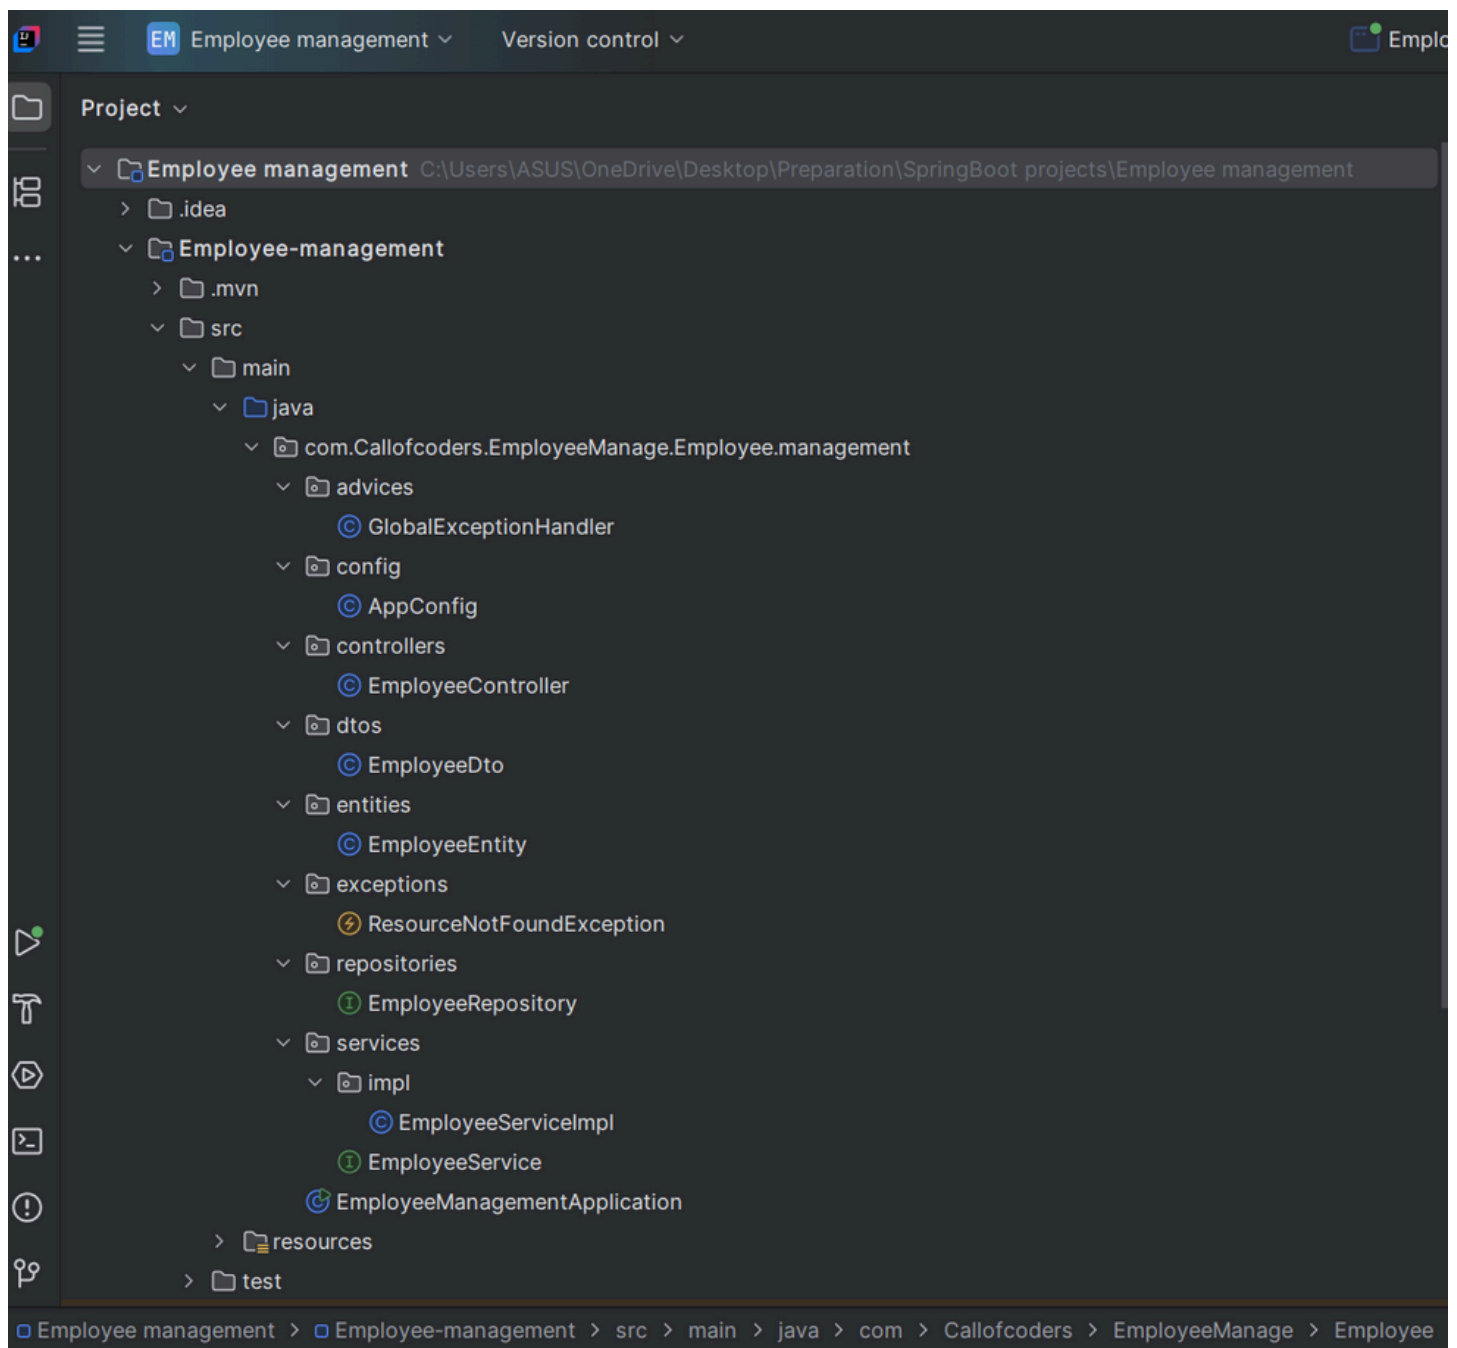 EM Employee management Version control Emplo
Project
Employee management C:\Users\ASUS\OneDrive\Desktop\Preparation\SpringBoot projects\Employee management
.idea
Employee-management
.mvn
src
main
java
com.Callofcoders.EmployeeManage.Employee.management
advices
GlobalExceptionHandler
config
AppConfig
controllers
EmployeeController
dtos
EmployeeDto
entities
EmployeeEntity
exceptions
ResourceNotFoundException
repositories
EmployeeRepository
services
impl
EmployeeServiceImpl
EmployeeService
EmployeeManagementApplication
resources
test
Employee management > Employee-management > src > main > java > com > Callofcoders > EmployeeManage > Employee